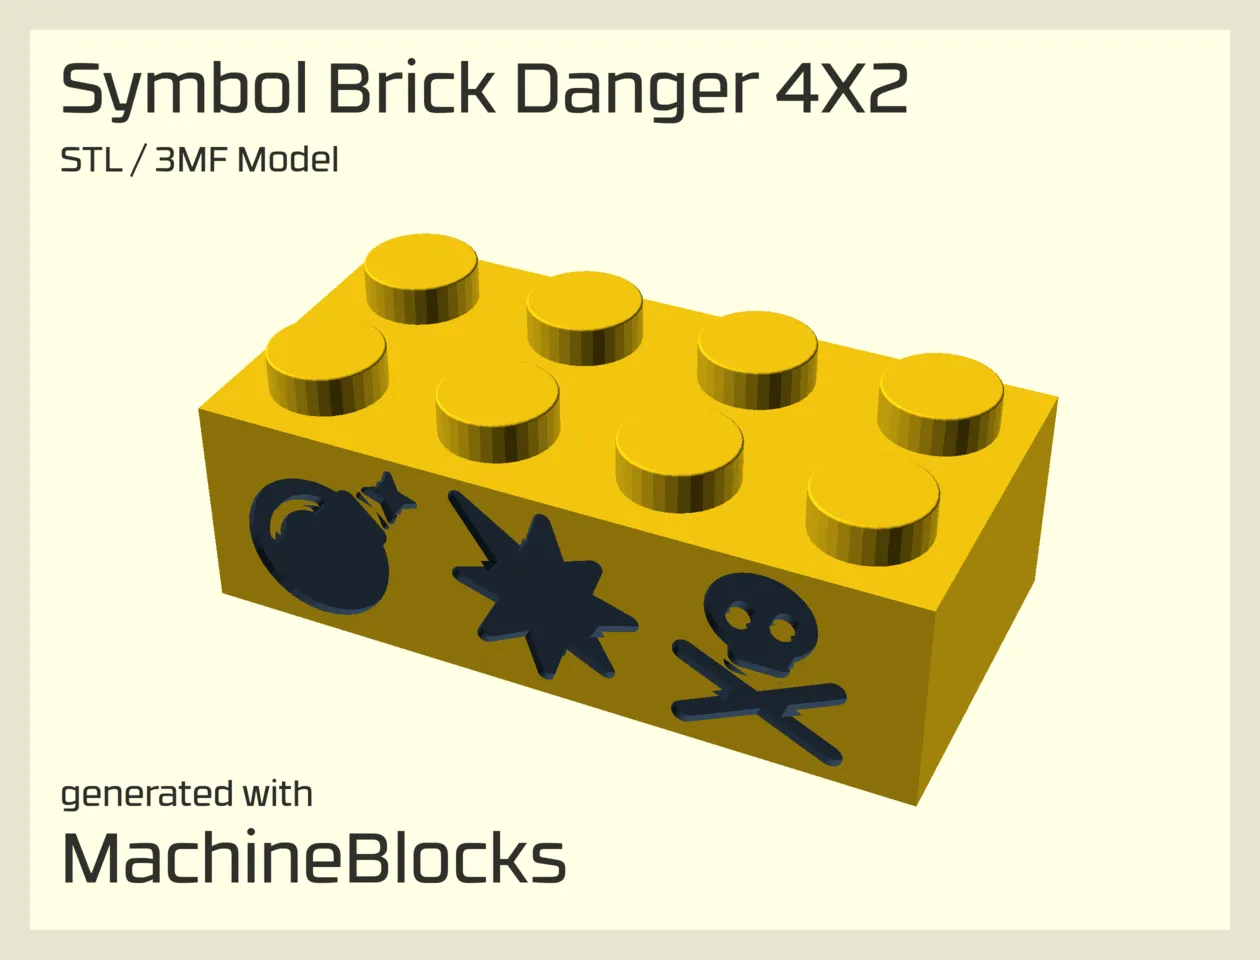 Symbol Brick Danger 4X2
STL / 3MF Model
generated with
MachineBlocks